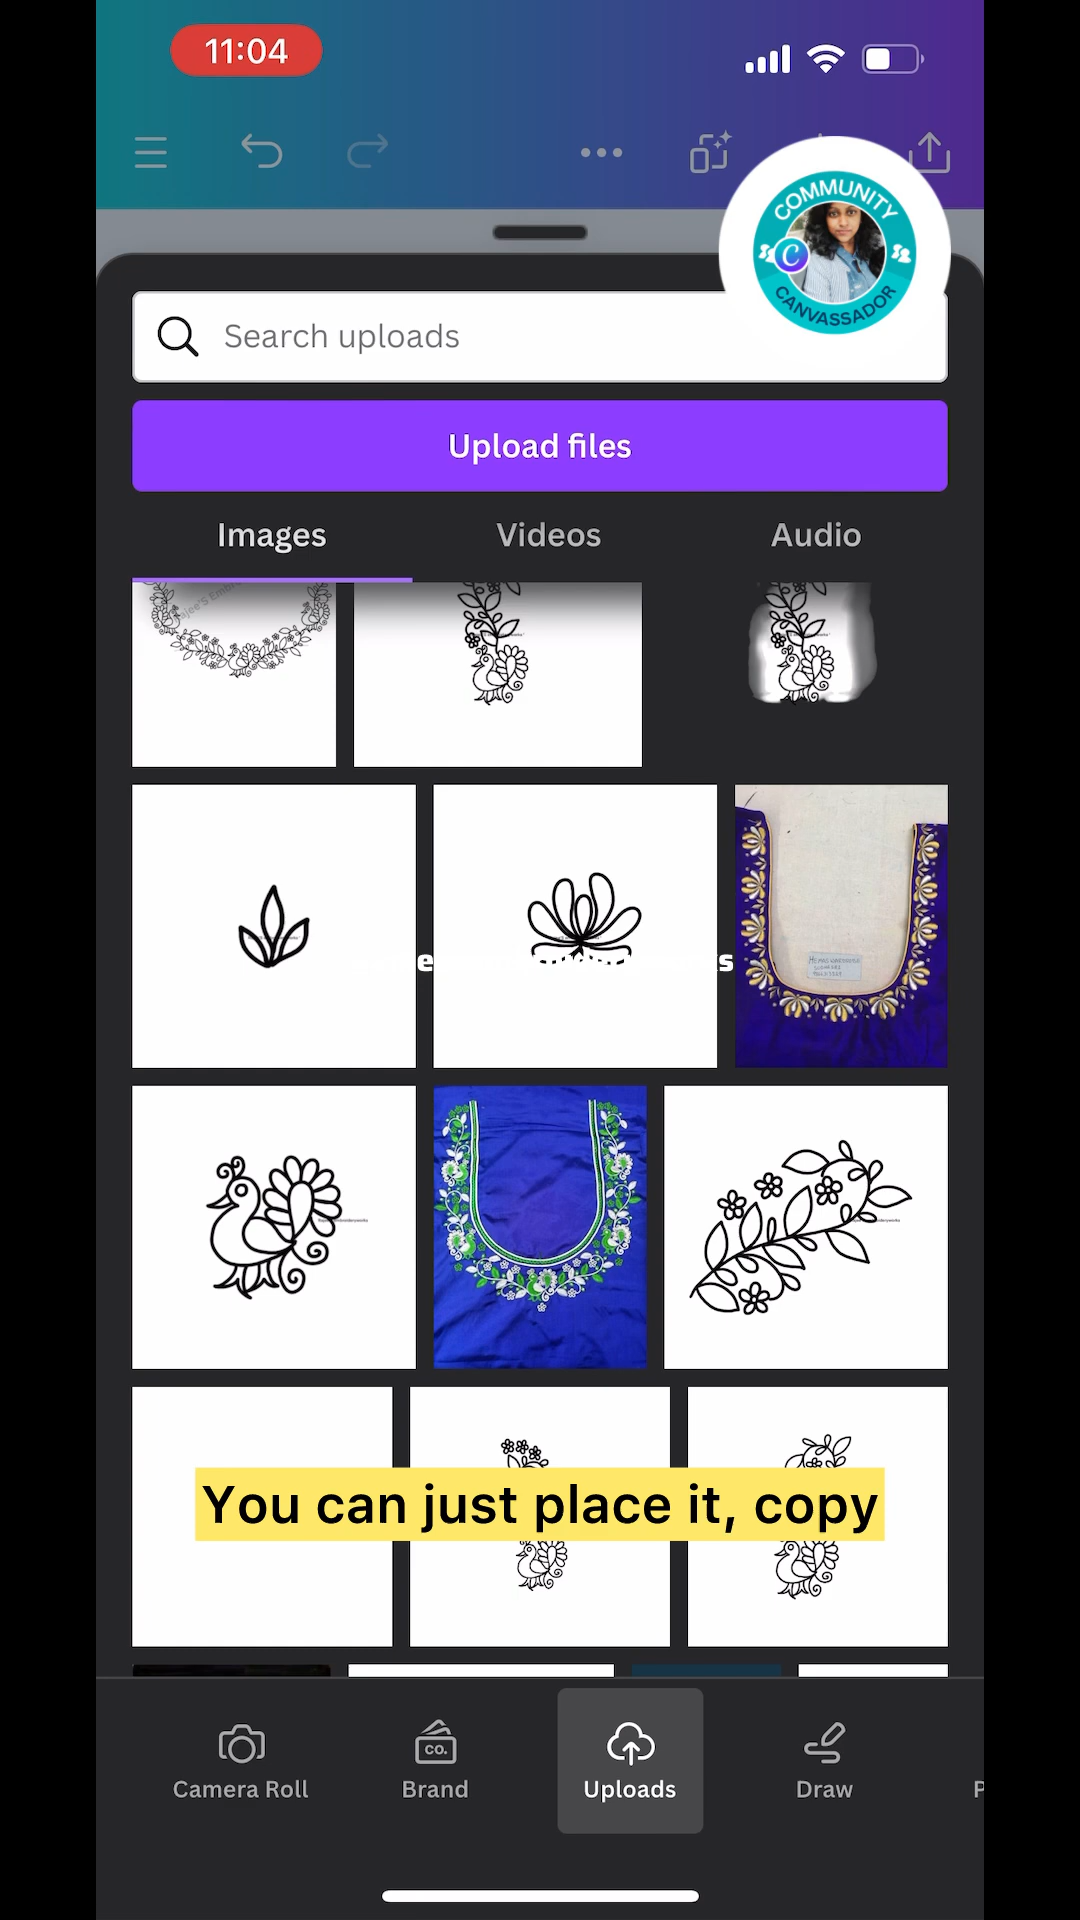 11:04
COMMUNITY
CANVASSADOR
Search uploads
Upload files
Images
Videos
Audio
You can just place it, copy
CO.
Camera Roll
Brand
Uploads
Draw